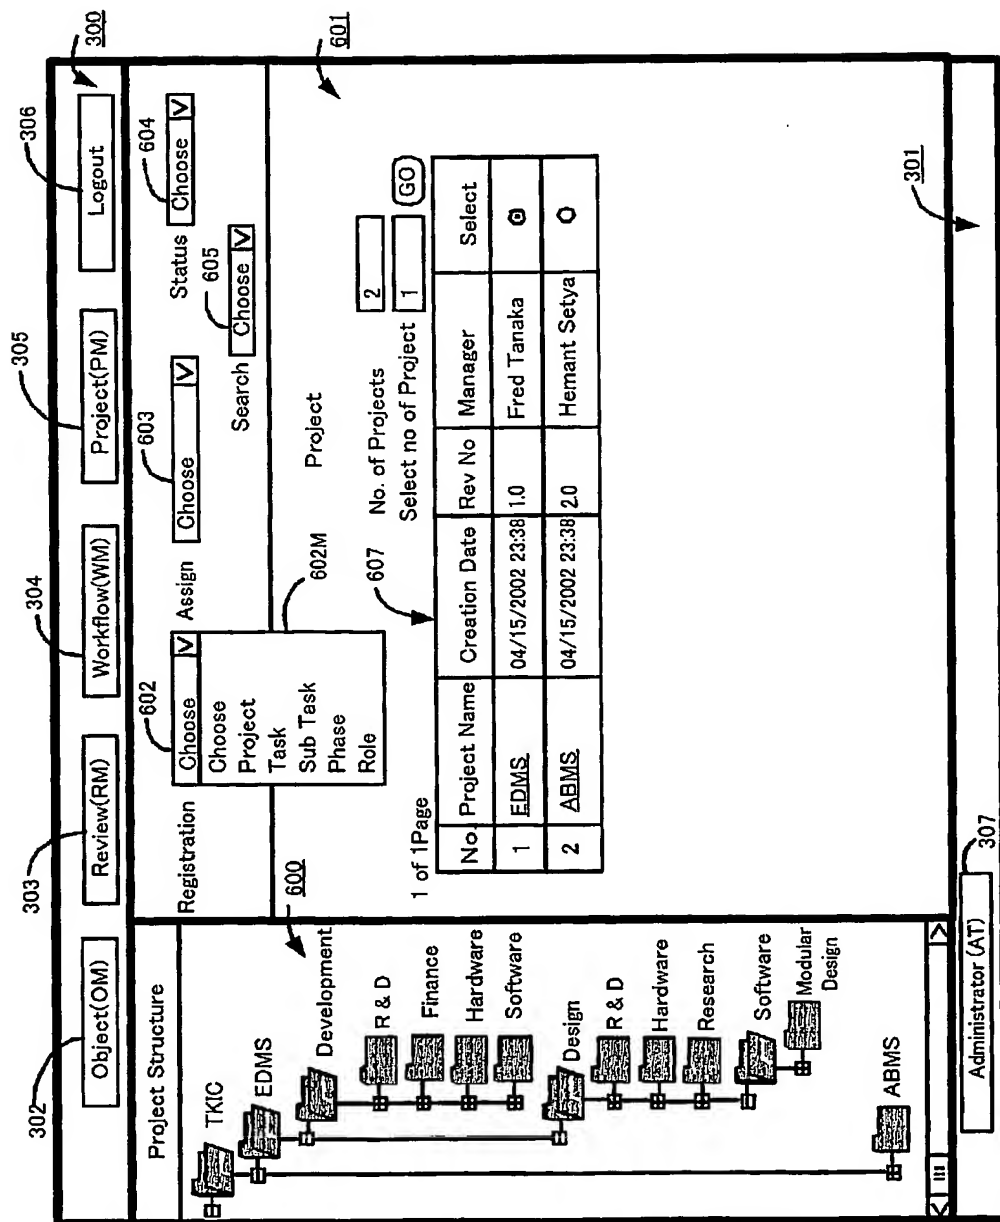 302
303
304
305
306
300
Object(OM)
Review(RM)
Workflow(WM)
Project(PM)
Logout
Project Structure
TKIC
EDMS
Development
R & D
Finance
Hardware
Software
Design
R & D
Hardware
Research
Software
Modular
Design
ABMS
600
Registration
602
Choose V
Choose
Project
Task
Sub Task
Phase
Role
602M
Assign
603
Choose V
Status
604
Choose V
Search
605
Choose V
601
Project
No. of Projects 2
Select no of Project 1 GO
1 of 1Page
607
No. Project Name Creation Date Rev No Manager Select
1 EDMS 04/15/2002 23:38 1.0 Fred Tanaka
2 ABMS 04/15/2002 23:38 2.0 Hemant Setya
Administrator (AT)
307
301